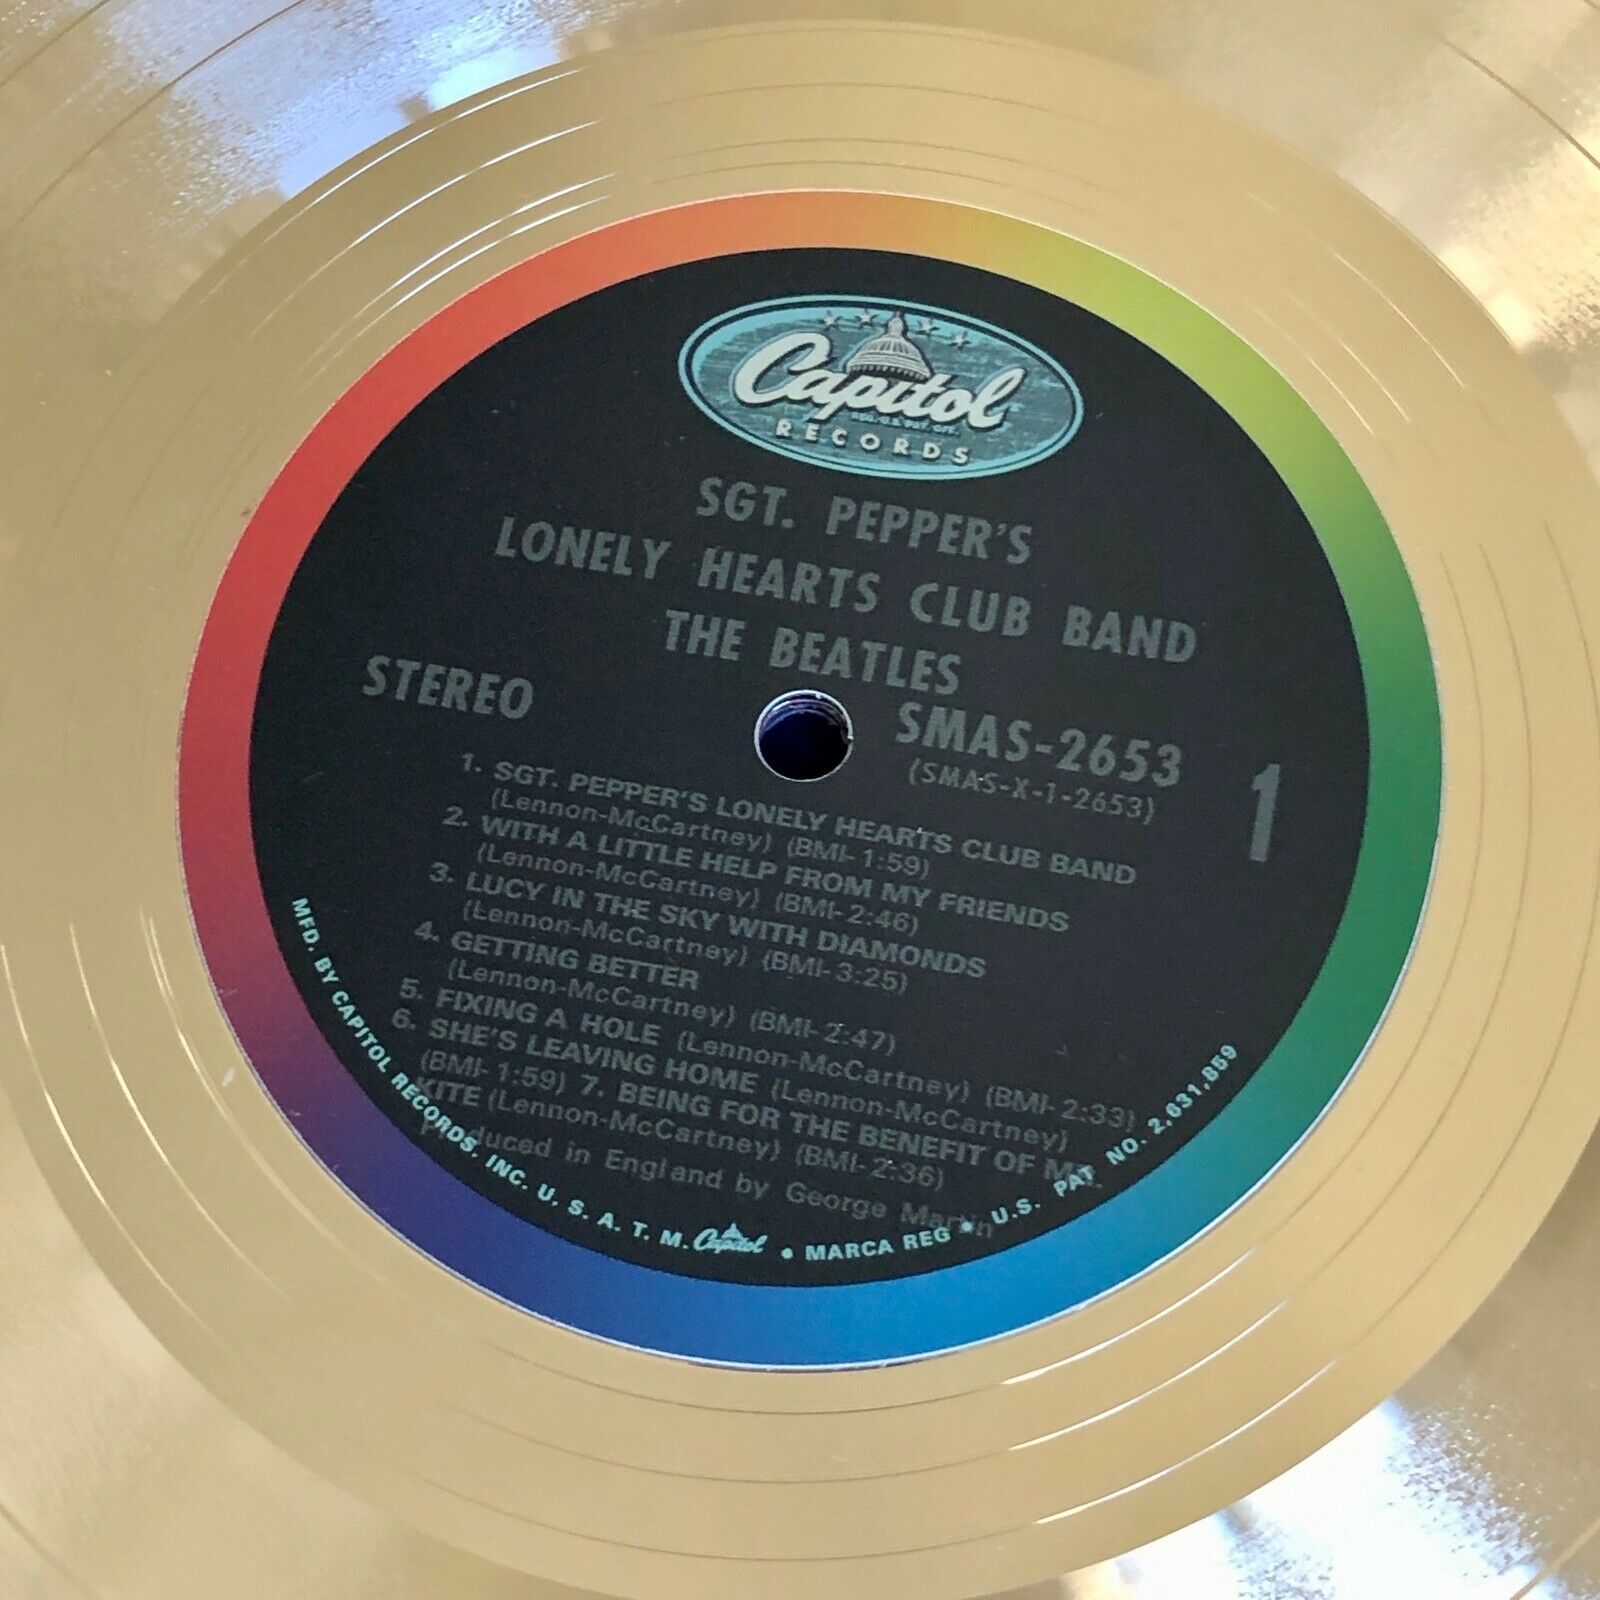 Capitol
RECORDS
SGT. PEPPER'S
LONELY HEARTS CLUB BAND
THE BEATLES
STEREO
SMAS-2653
(SMAS-X-1-2653)
1
1. SGT. PEPPER'S LONELY HEARTS CLUB BAND
(Lennon-McCartney) (BMI-1:59)
2. WITH A LITTLE HELP FROM MY FRIENDS
(Lennon-McCartney) (BMI-2:46)
3. LUCY IN THE SKY WITH DIAMONDS
(Lennon-McCartney) (BMI-3:25)
4. GETTING BETTER
(Lennon-McCartney) (BMI-2:47)
5. FIXING A HOLE (Lennon-McCartney) (BMI-2:33)
6. SHE'S LEAVING HOME (Lennon-McCartney)
(BMI-1:59) 7. BEING FOR THE BENEFIT OF MR.
KITE (Lennon-McCartney) (BMI-2:36)
Produced in England by George Martin
MFD. BY CAPITOL RECORDS, INC. U. S. A. T. M. Capitol • MARCA REG • U.S. PAT NO. 2,631,859